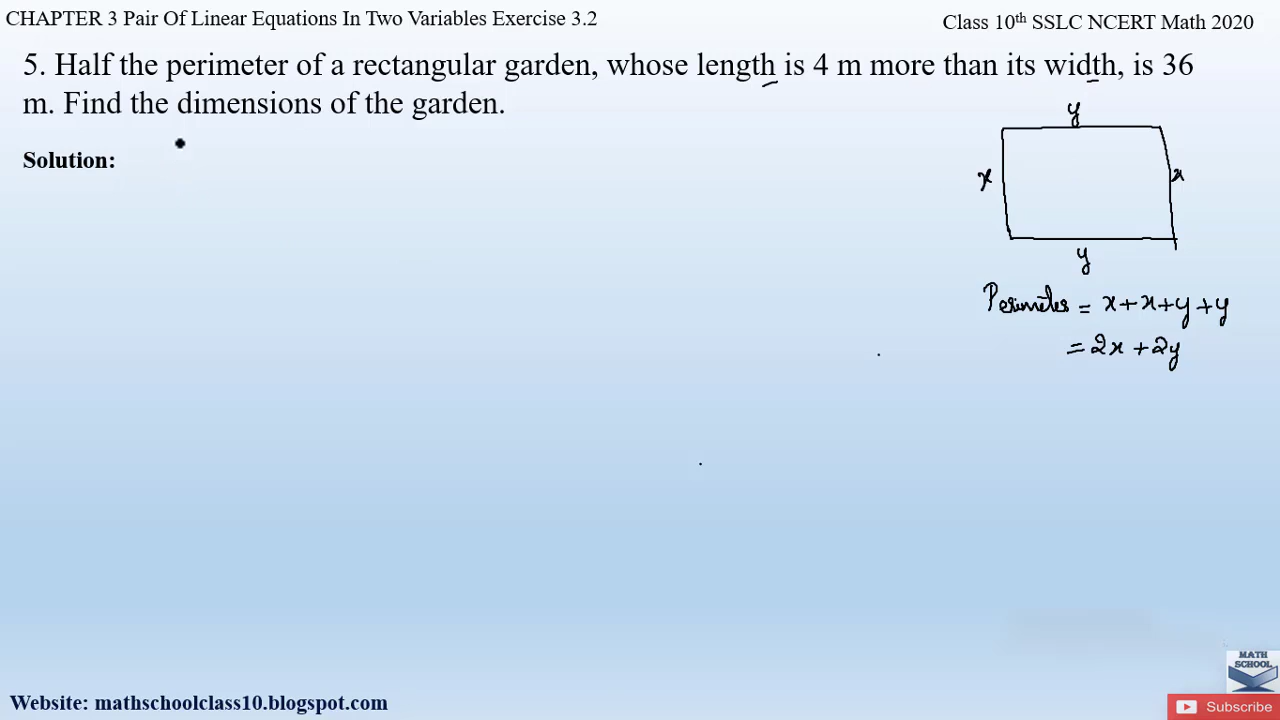 CHAPTER 3 Pair Of Linear Equations In Two Variables Exercise 3.2
Class 10th SSLC NCERT Math 2020
5. Half the perimeter of a rectangular garden, whose length is 4 m more than its width, is 36
m. Find the dimensions of the garden.
Solution:
y
x
x
y
Perimeter = x+x+y+y
= 2x+2y
MATH
SCHOOL
Website: mathschoolclass10.blogspot.com
Subscribe